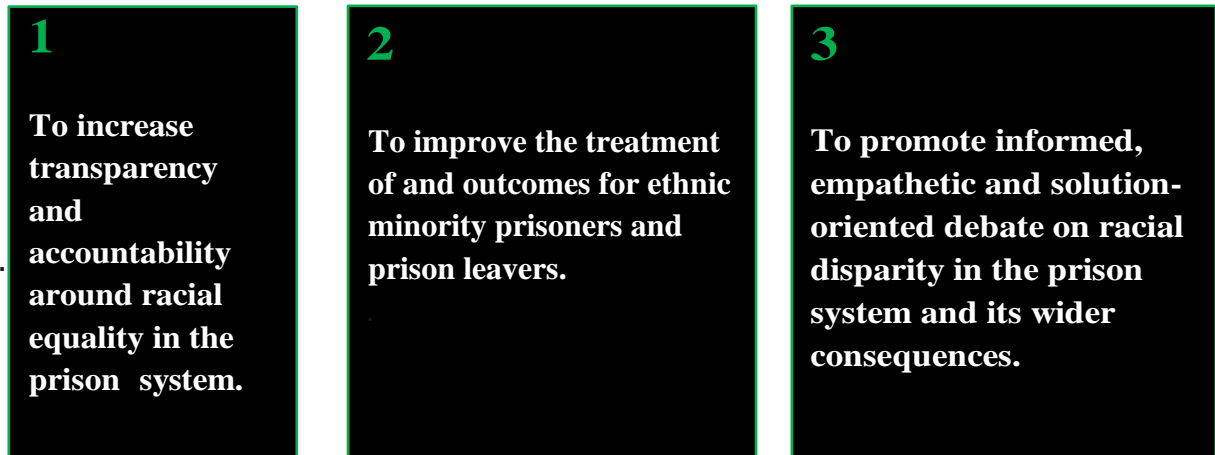 1
To increase
transparency
and
accountability
around racial
equality in the
prison system.
2
To improve the treatment
of and outcomes for ethnic
minority prisoners and
prison leavers.
.
3
To promote informed,
empathetic and solution-
oriented debate on racial
disparity in the prison
system and its wider
consequences.